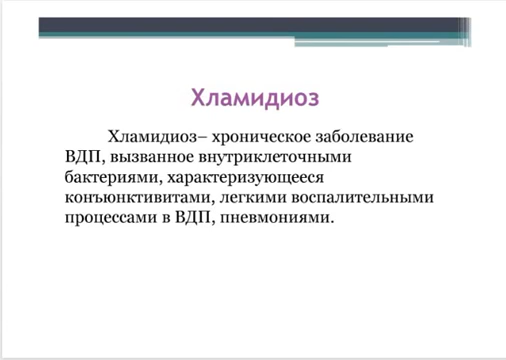 Хламидиоз
Хламидиоз– хроническое заболевание
ВДП, вызванное внутриклеточными
бактериями, характеризующееся
конъюнктивитами, легкими воспалительными
процессами в ВДП, пневмониями.